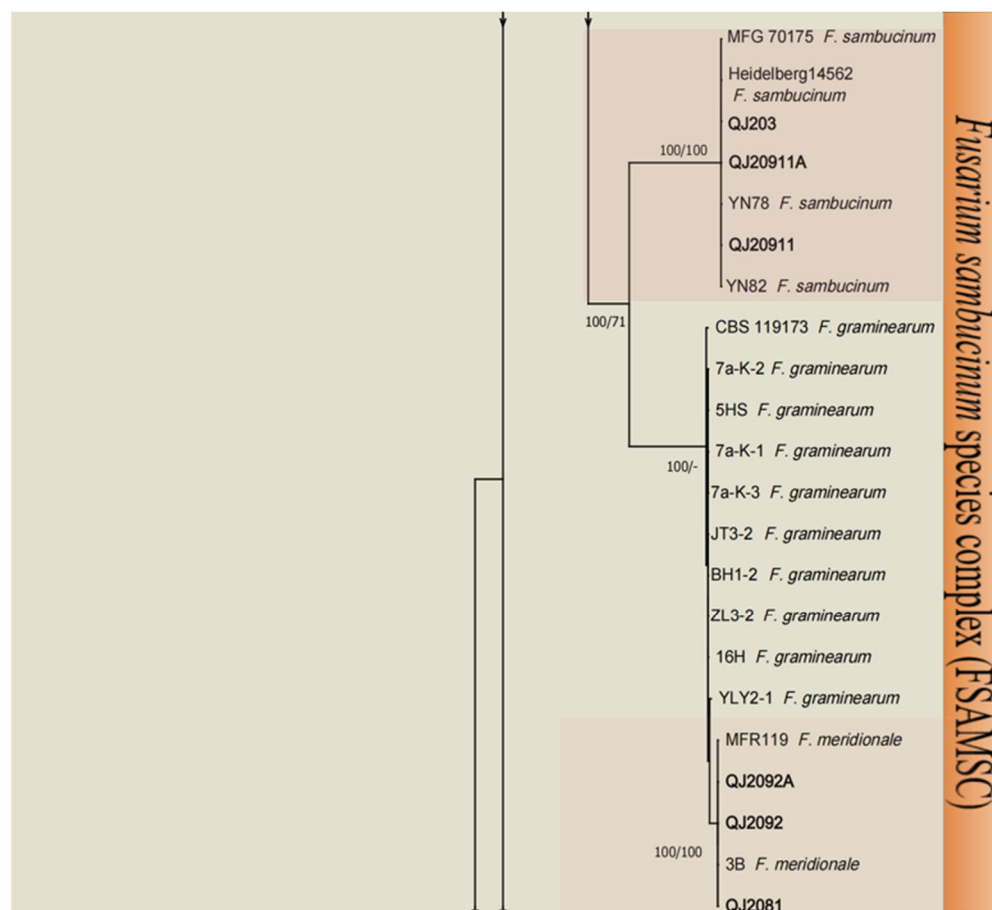 MFG 70175 F. sambucinum
Heidelberg14562
F. sambucinum
QJ203
100/100
QJ20911A
YN78 F. sambucinum
QJ20911
YN82 F. sambucinum
100/71
CBS 119173 F. graminearum
7a-K-2 F. graminearum
5HS F. graminearum
7a-K-1 F. graminearum
100/-
7a-K-3 F. graminearum
JT3-2 F. graminearum
BH1-2 F. graminearum
ZL3-2 F. graminearum
16H F. graminearum
YLY2-1 F. graminearum
MFR119 F. meridionale
QJ2092A
QJ2092
100/100
3B F. meridionale
QJ2081
Fusarium sambucinum species complex (FSAMSC)